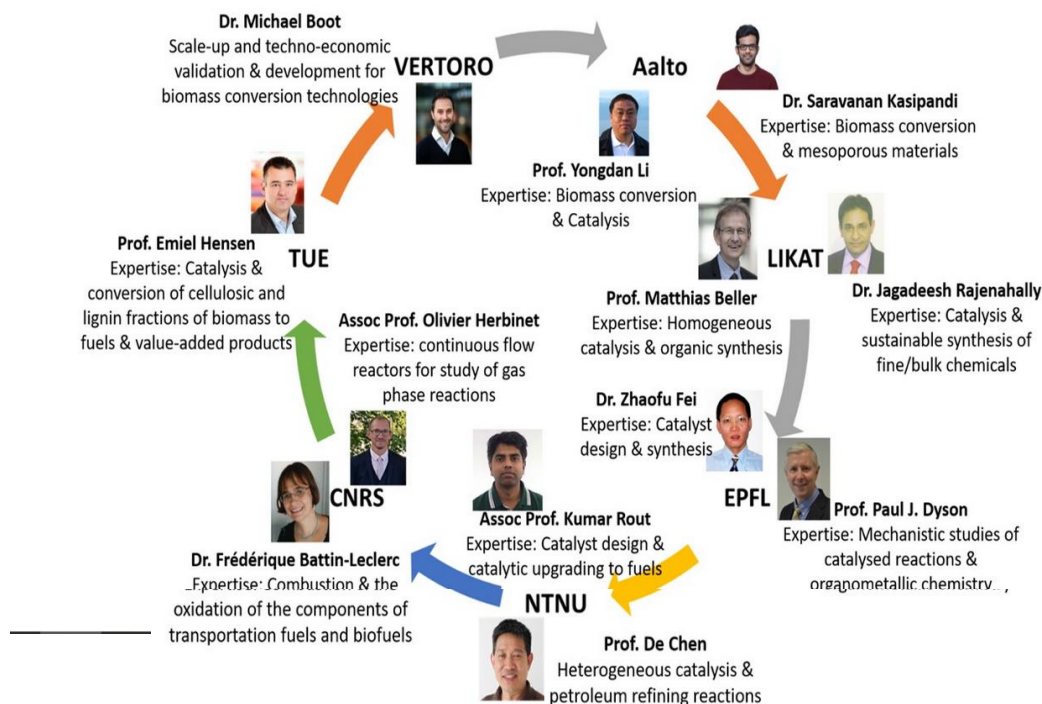 Dr. Michael Boot
Scale-up and techno-economic
validation & development for
biomass conversion technologies
VERTORO
Aalto
Dr. Saravanan Kasipandi
Expertise: Biomass conversion
& mesoporous materials
Prof. Yongdan Li
Expertise: Biomass conversion
& Catalysis
LIKAT
Prof. Matthias Beller
Expertise: Homogeneous
catalysis & organic synthesis
Dr. Jagadeesh Rajenahally
Expertise: Catalysis &
sustainable synthesis of
fine/bulk chemicals
Dr. Zhaofu Fei
Expertise: Catalyst
design & synthesis
EPFL
Prof. Paul J. Dyson
Expertise: Mechanistic studies of
catalysed reactions &
organometallic chemistry
Assoc Prof. Kumar Rout
Expertise: Catalyst design &
catalytic upgrading to fuels
NTNU
Prof. De Chen
Heterogeneous catalysis &
petroleum refining reactions
CNRS
Dr. Frédérique Battin-Leclerc
Expertise: Combustion & the
oxidation of the components of
transportation fuels and biofuels
Assoc Prof. Olivier Herbinet
Expertise: continuous flow
reactors for study of gas
phase reactions
TUE
Prof. Emiel Hensen
Expertise: Catalysis &
conversion of cellulosic and
lignin fractions of biomass to
fuels & value-added products